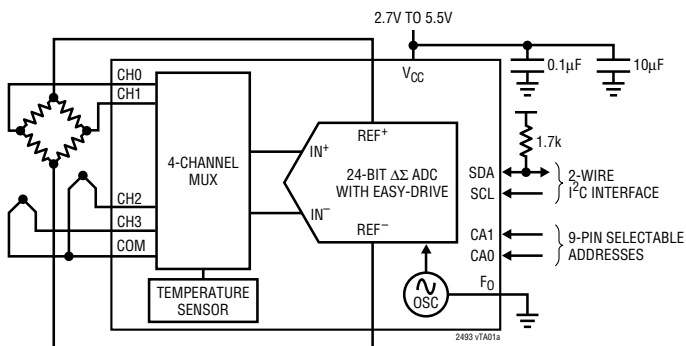 2.7V TO 5.5V
0.1µF
10µF
VCC
CH0
CH1
1.7k
REF+
IN+
4-CHANNEL
MUX
24-BIT ΔΣ ADC
WITH EASY-DRIVE
SDA
SCL
2-WIRE
I2C INTERFACE
IN–
CH2
CH3
COM
REF–
CA1
CA0
9-PIN SELECTABLE
ADDRESSES
TEMPERATURE
SENSOR
OSC
FO
2493 vTA01a